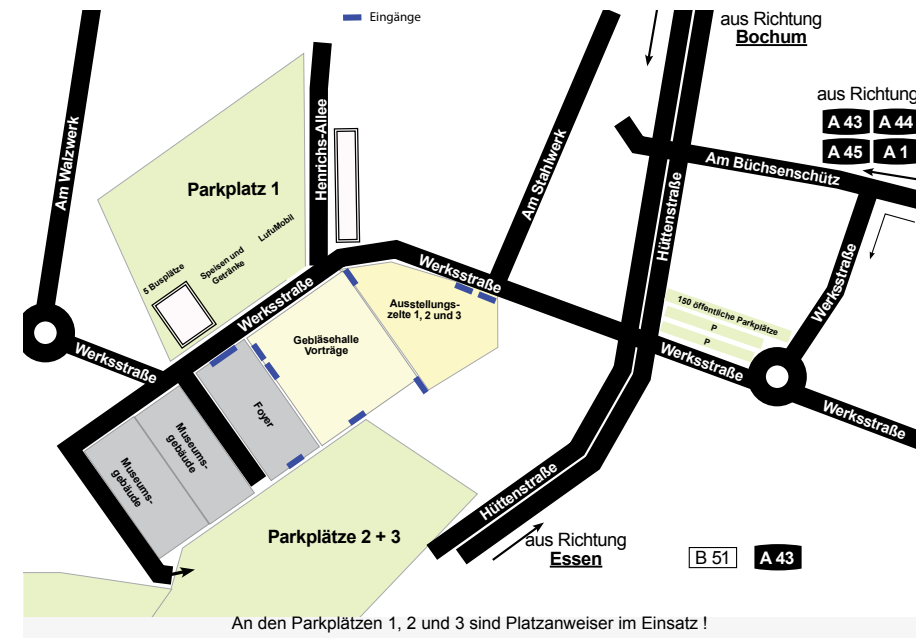 Eingänge
aus Richtung
Bochum
aus Richtung
A 43 A 44
A 45 A 1
Am Walzwerk
Henrichs-Allee
Am Stahlwerk
Hüttenstraße
Am Büchsenschütz
Parkplatz 1
5 Busplätze
Speisen und
Getränke
LufuMobil
Werksstraße
Werksstraße
Werksstraße
Ausstellungs-
zelte 1, 2 und 3
Gebläsehalle
Vorträge
150 öffentliche Parkplätze
P
P
Werksstraße
Werksstraße
Werksstraße
Foyer
Museums-
gebäude
Museums-
gebäude
Hüttenstraße
Parkplätze 2 + 3
aus Richtung
Essen
B 51 A 43
An den Parkplätzen 1, 2 und 3 sind Platzanweiser im Einsatz !